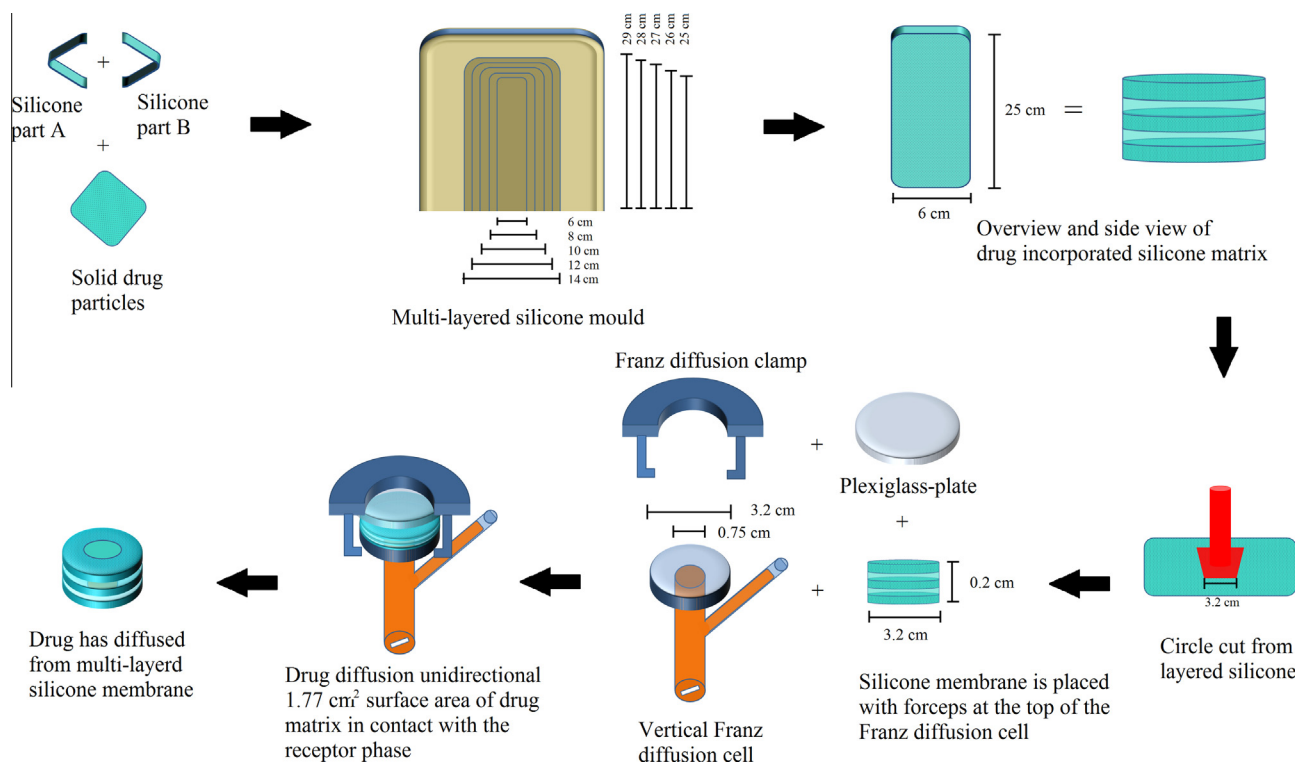 Silicone
part A
+
Silicone
part B
+
Solid drug
particles
29 cm
28 cm
27 cm
26 cm
25 cm
6 cm
8 cm
10 cm
12 cm
14 cm
Multi-layered silicone mould
25 cm
=
6 cm
Overview and side view of
drug incorporated silicone matrix
3.2 cm
Circle cut from
layered silicone
Franz diffusion clamp
+
Plexiglass-plate
+
3.2 cm
0.75 cm
+
0.2 cm
3.2 cm
Silicone membrane is placed
with forceps at the top of the
Franz diffusion cell
Vertical Franz
diffusion cell
Drug diffusion unidirectional
1.77 cm² surface area of drug
matrix in contact with the
receptor phase
Drug has diffused
from multi-layerd
silicone membrane